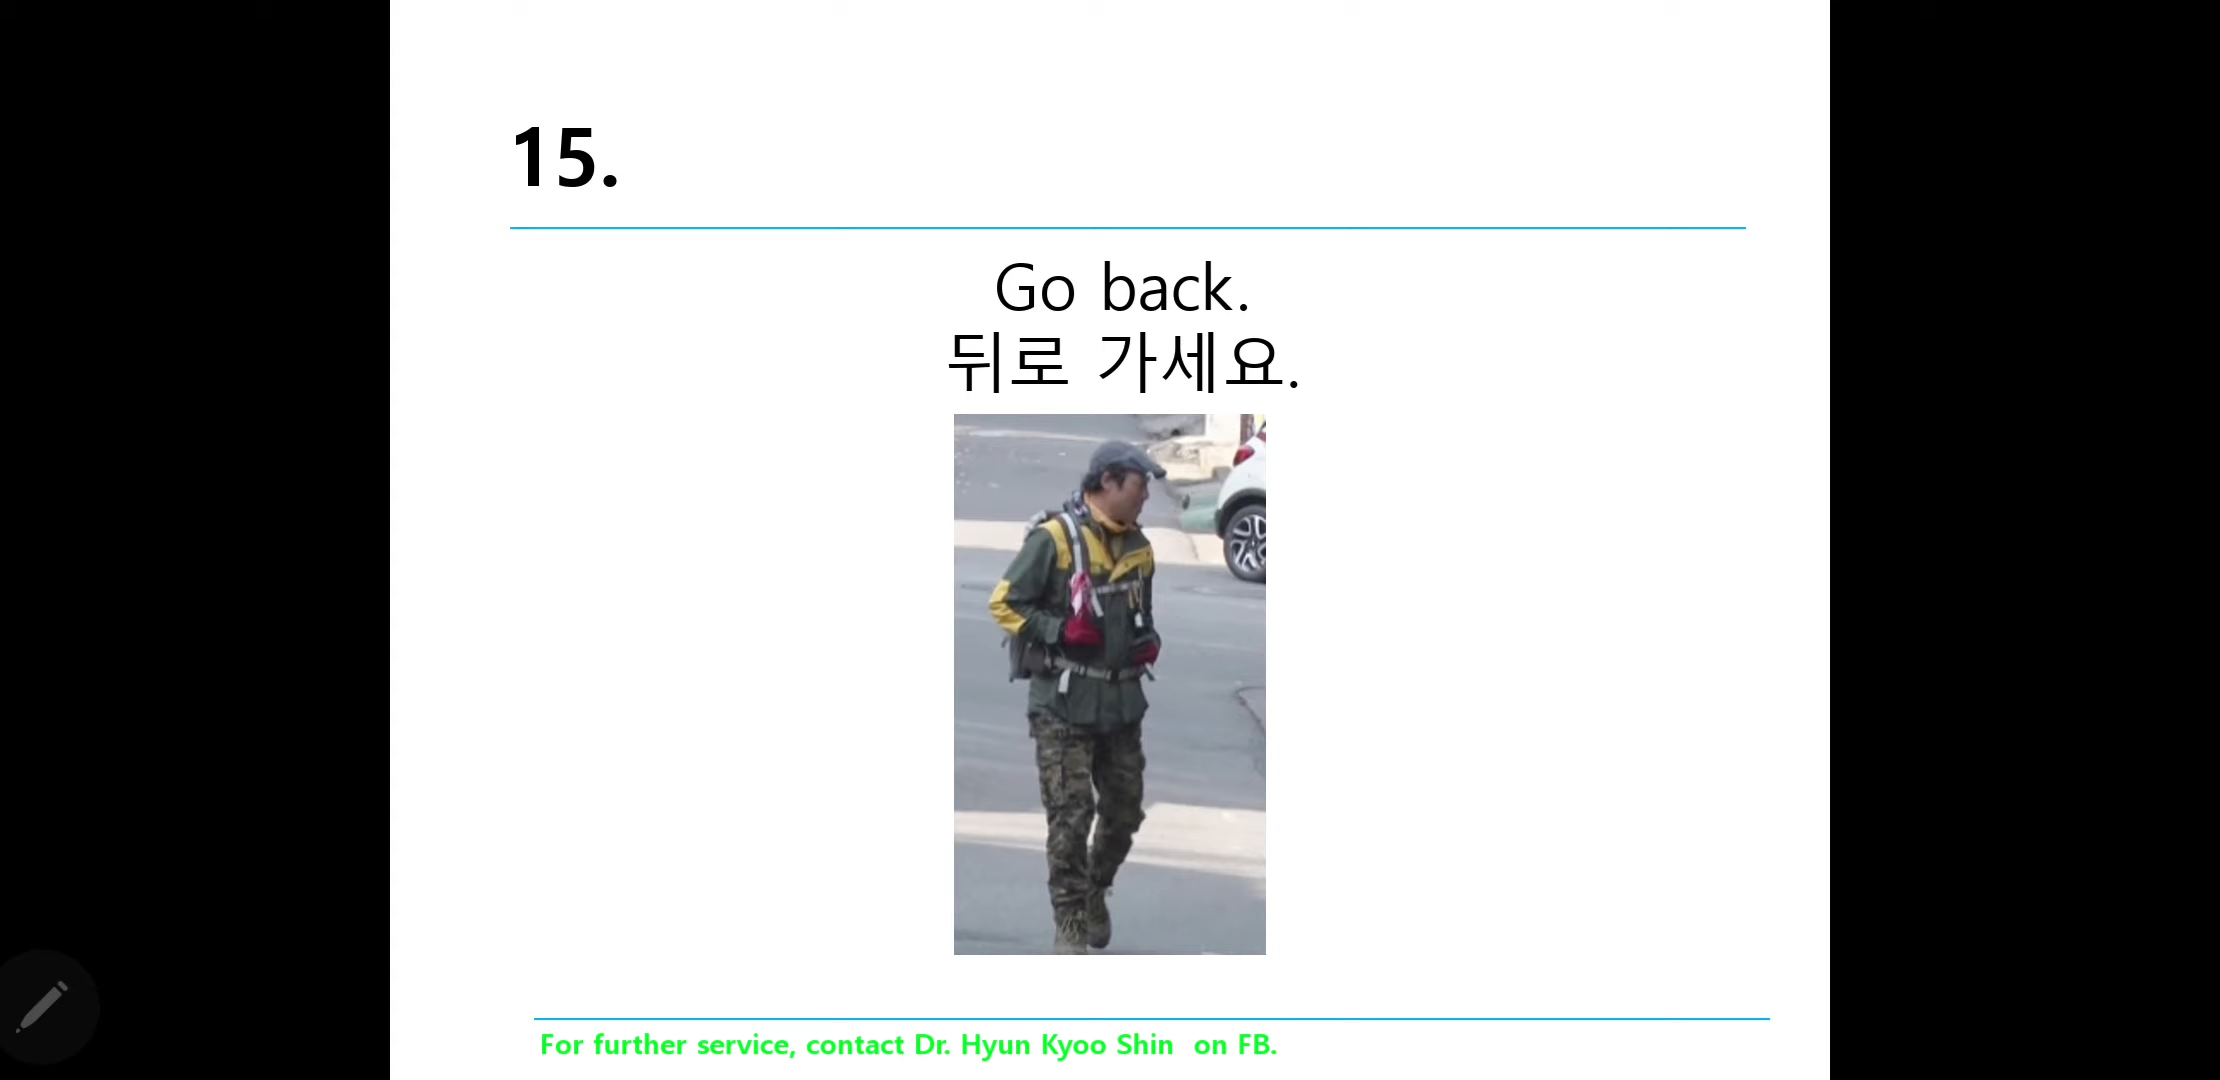 15.
Go back.
뒤로 가세요.
For further service, contact Dr. Hyun Kyoo Shin on FB.